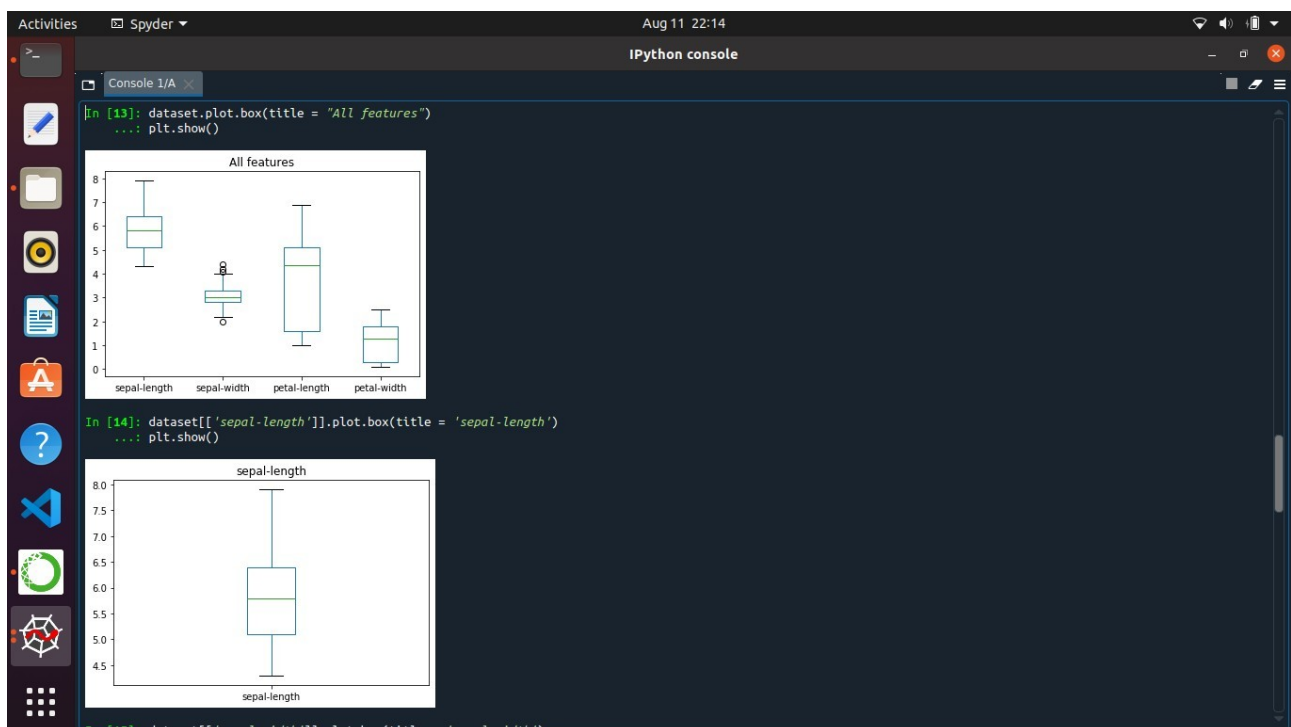 Activities Spyder Aug 11 22:14
IPython console
Console 1/A
In [13]: dataset.plot.box(title = "All features")
...: plt.show()
All features
8
7
6
5
4
3
2
1
0
sepal-length sepal-width petal-length petal-width
In [14]: dataset[['sepal-length']].plot.box(title = 'sepal-length')
...: plt.show()
sepal-length
8.0
7.5
7.0
6.5
6.0
5.5
5.0
4.5
sepal-length